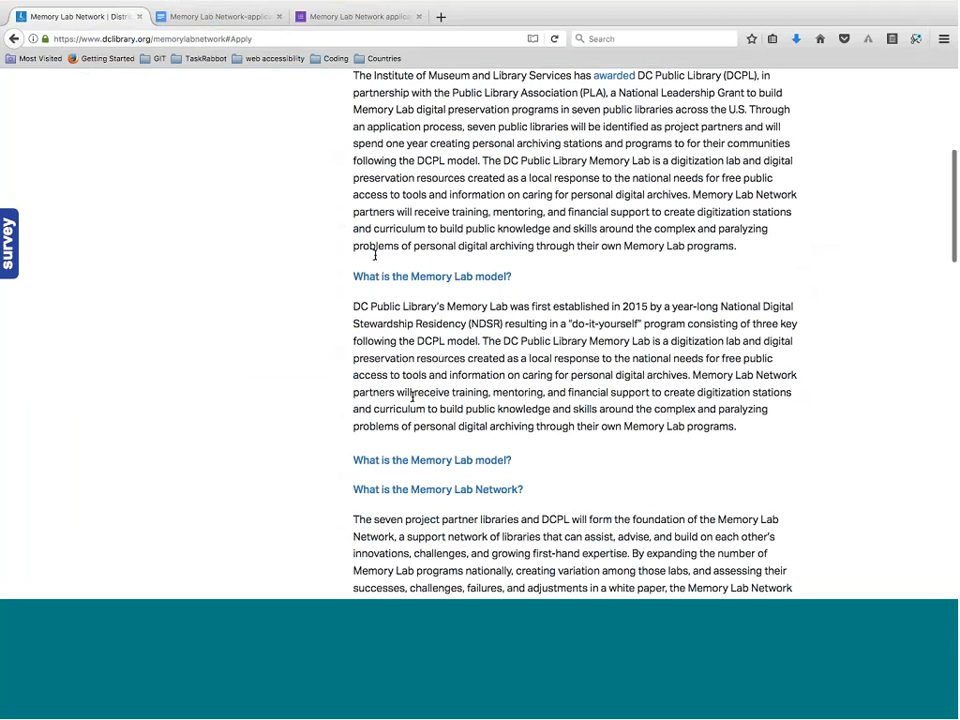 Memory Lab Network | Distri
Memory Lab Network-applica
Memory Lab Network applica
https://www.dclibrary.org/memorylabnetwork#Apply
Search
Most Visited
Getting Started
GIT
TaskRabbot
web accessibility
Coding
Countries
survey
The Institute of Museum and Library Services has awarded DC Public Library (DCPL), in
partnership with the Public Library Association (PLA), a National Leadership Grant to build
Memory Lab digital preservation programs in seven public libraries across the U.S. Through
an application process, seven public libraries will be identified as project partners and will
spend one year creating personal archiving stations and programs to for their communities
following the DCPL model. The DC Public Library Memory Lab is a digitization lab and digital
preservation resources created as a local response to the national needs for free public
access to tools and information on caring for personal digital archives. Memory Lab Network
partners will receive training, mentoring, and financial support to create digitization stations
and curriculum to build public knowledge and skills around the complex and paralyzing
problems of personal digital archiving through their own Memory Lab programs.
What is the Memory Lab model?
DC Public Library's Memory Lab was first established in 2015 by a year-long National Digital
Stewardship Residency (NDSR) resulting in a "do-it-yourself" program consisting of three key
following the DCPL model. The DC Public Library Memory Lab is a digitization lab and digital
preservation resources created as a local response to the national needs for free public
access to tools and information on caring for personal digital archives. Memory Lab Network
partners will receive training, mentoring, and financial support to create digitization stations
and curriculum to build public knowledge and skills around the complex and paralyzing
problems of personal digital archiving through their own Memory Lab programs.
What is the Memory Lab model?
What is the Memory Lab Network?
The seven project partner libraries and DCPL will form the foundation of the Memory Lab
Network, a support network of libraries that can assist, advise, and build on each other's
innovations, challenges, and growing first-hand expertise. By expanding the number of
Memory Lab programs nationally, creating variation among those labs, and assessing their
successes, challenges, failures, and adjustments in a white paper, the Memory Lab Network